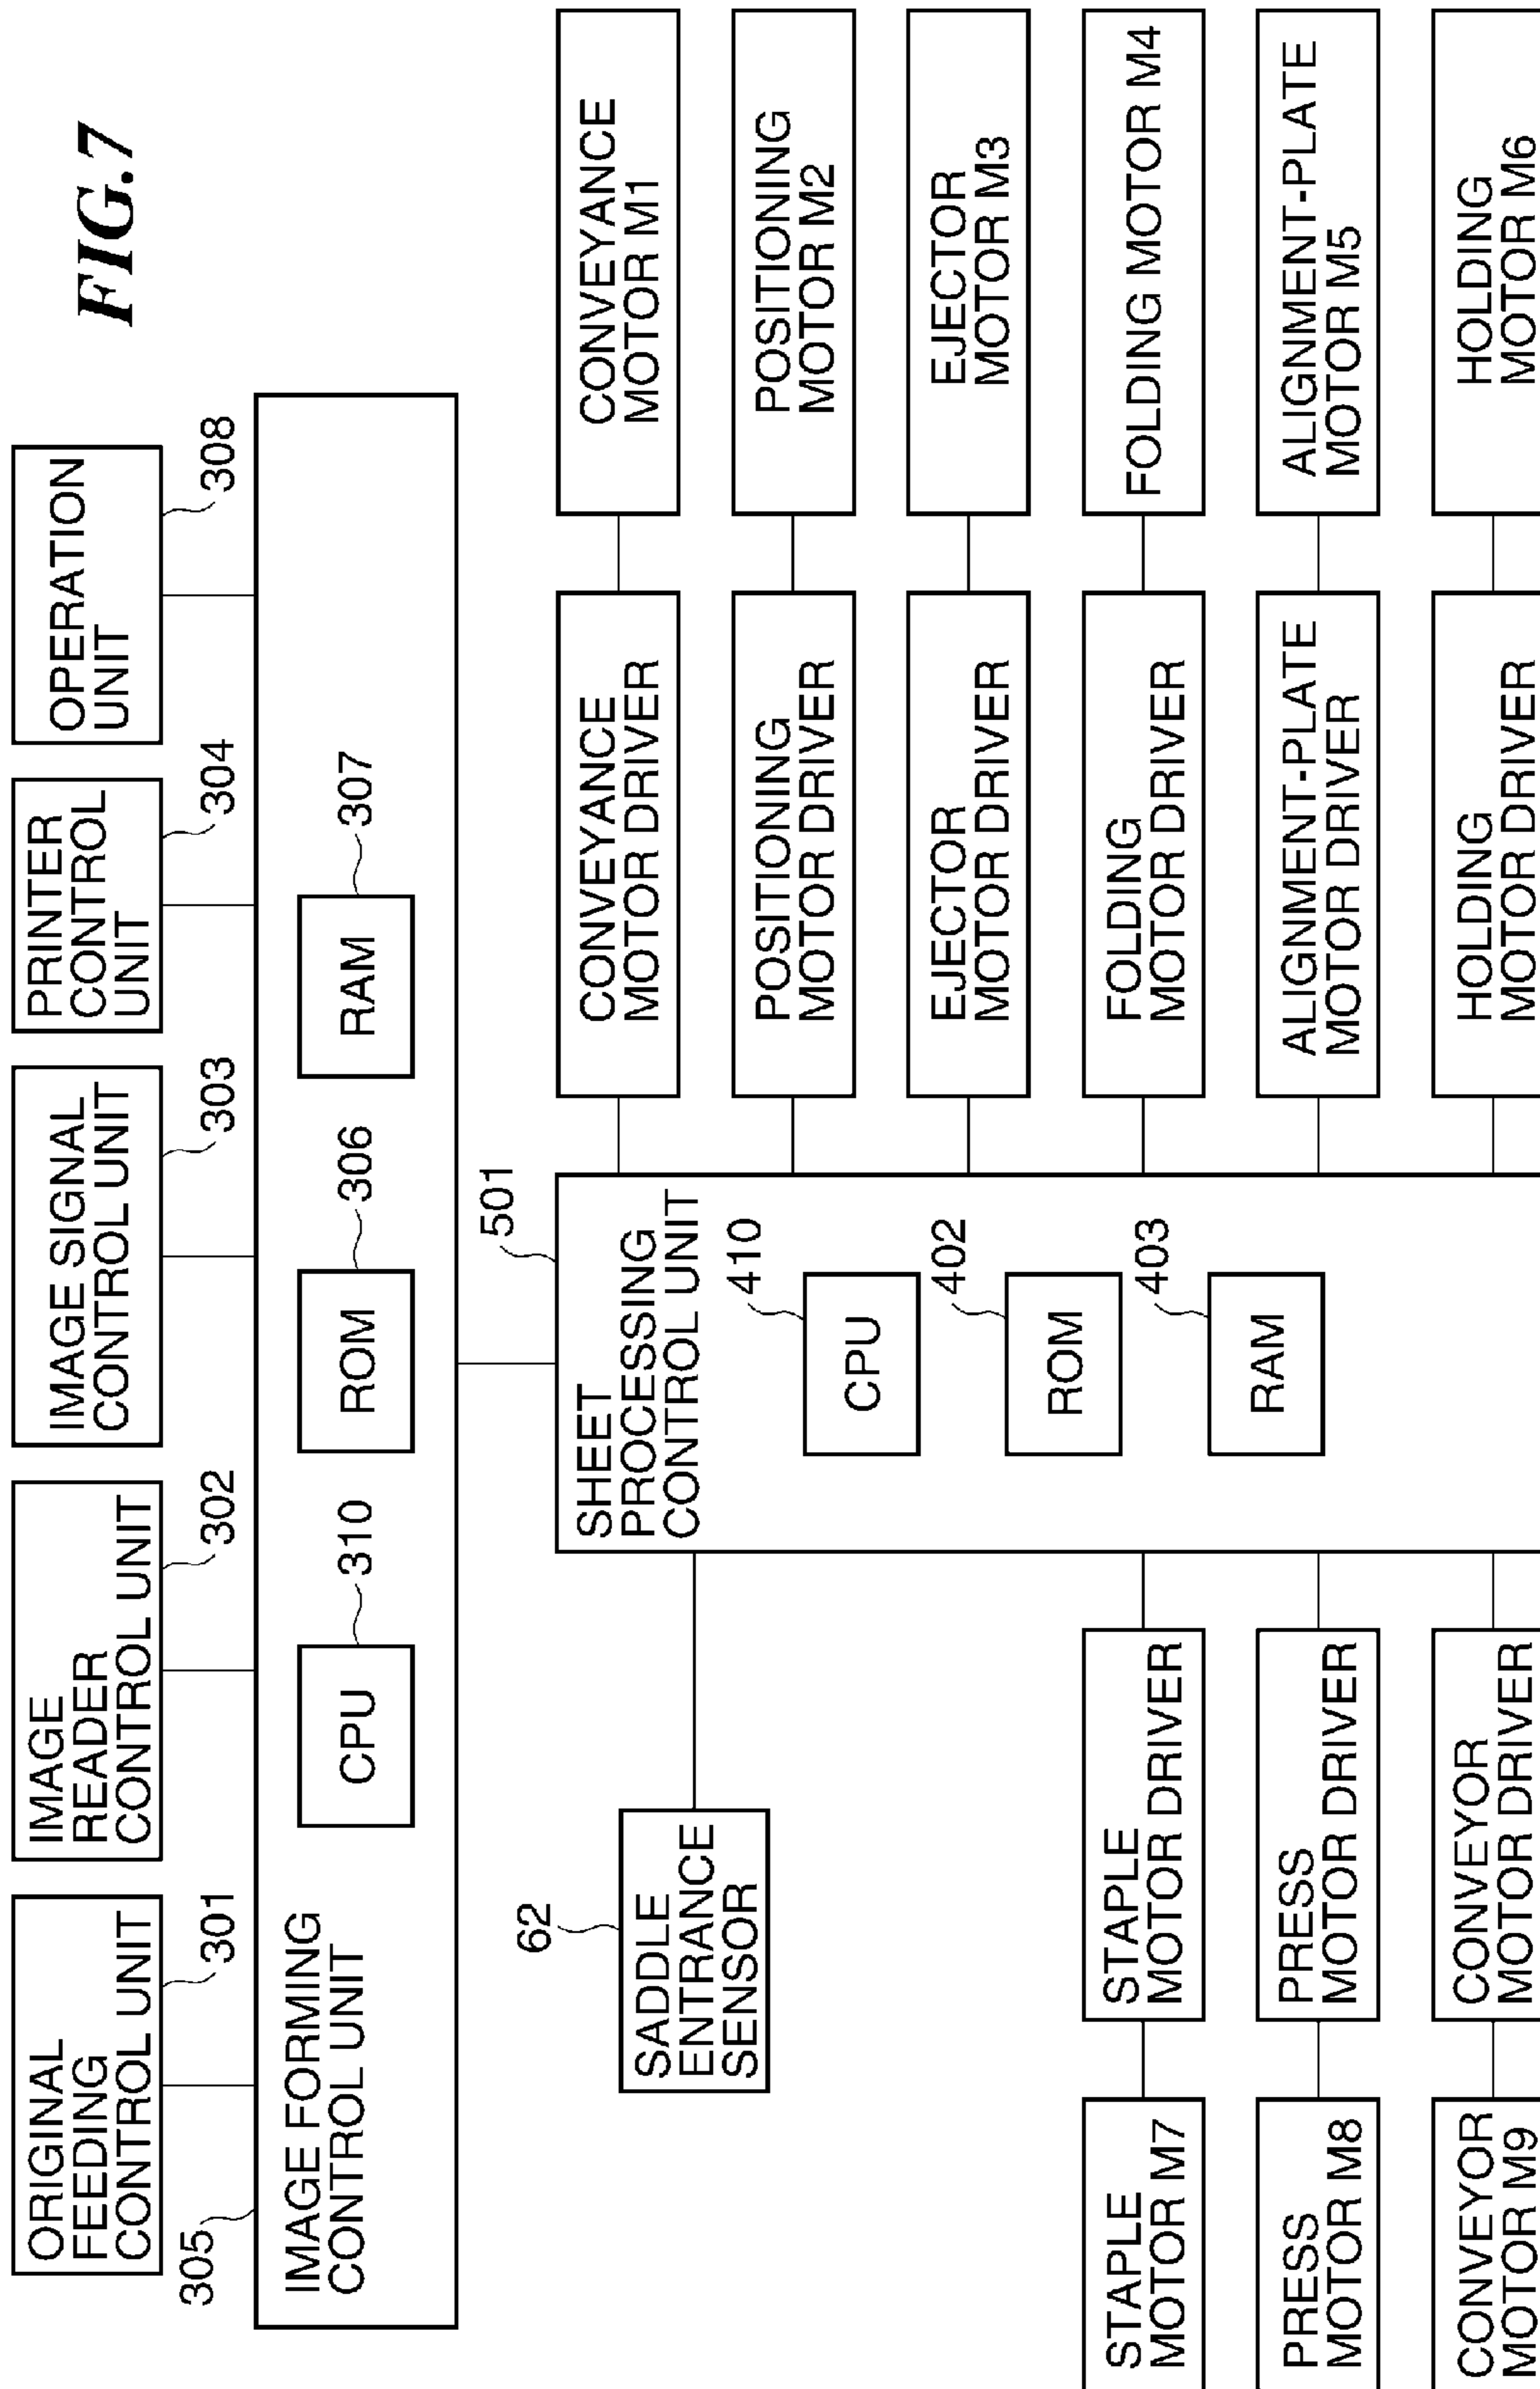 FIG.7
ORIGINAL
FEEDING
CONTROL UNIT
301
IMAGE
READER
CONTROL UNIT
302
IMAGE SIGNAL
CONTROL UNIT
303
PRINTER
CONTROL
UNIT
304
OPERATION
UNIT
308
305
IMAGE FORMING
CONTROL UNIT
CPU
310
ROM
306
RAM
307
62
SADDLE
ENTRANCE
SENSOR
501
SHEET
PROCESSING
CONTROL UNIT
410
CPU
402
ROM
403
RAM
CONVEYANCE
MOTOR DRIVER
CONVEYANCE
MOTOR M1
POSITIONING
MOTOR DRIVER
POSITIONING
MOTOR M2
EJECTOR
MOTOR DRIVER
EJECTOR
MOTOR M3
STAPLE
MOTOR M7
STAPLE
MOTOR DRIVER
FOLDING
MOTOR DRIVER
FOLDING MOTOR M4
PRESS
MOTOR M8
PRESS
MOTOR DRIVER
ALIGNMENT-PLATE
MOTOR DRIVER
ALIGNMENT-PLATE
MOTOR M5
CONVEYOR
MOTOR M9
CONVEYOR
MOTOR DRIVER
HOLDING
MOTOR DRIVER
HOLDING
MOTOR M6